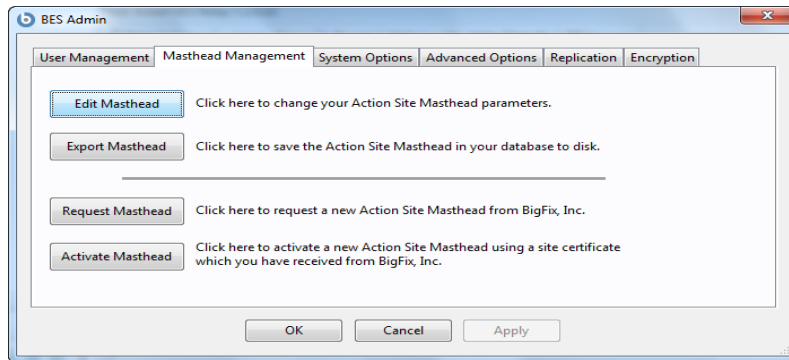 BES Admin
User Management Masthead Management System Options Advanced Options Replication Encryption
Edit Masthead Click here to change your Action Site Masthead parameters.
Export Masthead Click here to save the Action Site Masthead in your database to disk.
Request Masthead Click here to request a new Action Site Masthead from BigFix, Inc.
Activate Masthead Click here to activate a new Action Site Masthead using a site certificate
which you have received from BigFix, Inc.
OK Cancel Apply